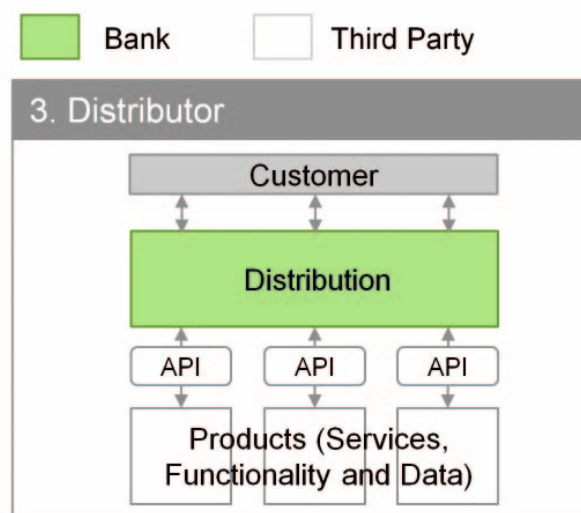 Bank
Third Party
3. Distributor
Customer
Distribution
API
API
API
Products (Services,
Functionality and Data)